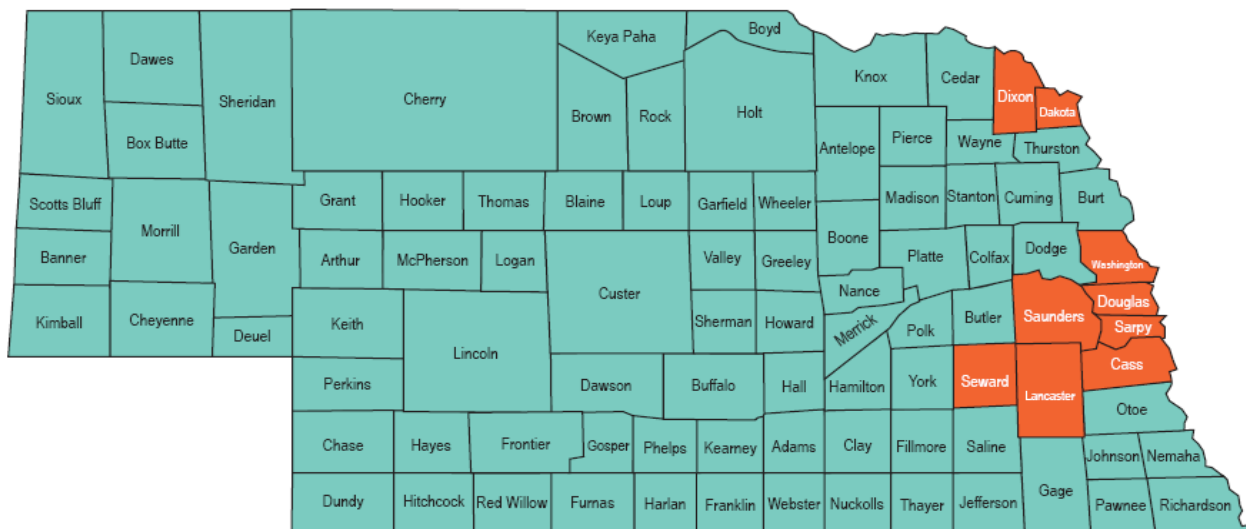 Boyd
Keya Paha
Dawes
Knox
Cedar
Sioux
Sheridan
Cherry
Dixon
Dakota
Brown
Rock
Holt
Box Butte
Antelope
Pierce
Wayne
Thurston
Scotts Bluff
Grant
Hooker
Thomas
Blaine
Loup
Garfield
Wheeler
Madison
Stanton
Cuming
Burt
Morrill
Garden
Boone
Banner
Arthur
McPherson
Logan
Valley
Greeley
Platte
Colfax
Dodge
Washington
Custer
Nance
Douglas
Kimball
Cheyenne
Keith
Sherman
Howard
Merrick
Polk
Butler
Saunders
Sarpy
Deuel
Lincoln
Perkins
Dawson
Buffalo
Hall
Hamilton
York
Seward
Lancaster
Cass
Otoe
Chase
Hayes
Frontier
Gosper
Phelps
Kearney
Adams
Clay
Fillmore
Saline
Johnson
Nemaha
Dundy
Hitchcock
Red Willow
Furnas
Harlan
Franklin
Webster
Nuckolls
Thayer
Jefferson
Gage
Pawnee
Richardson